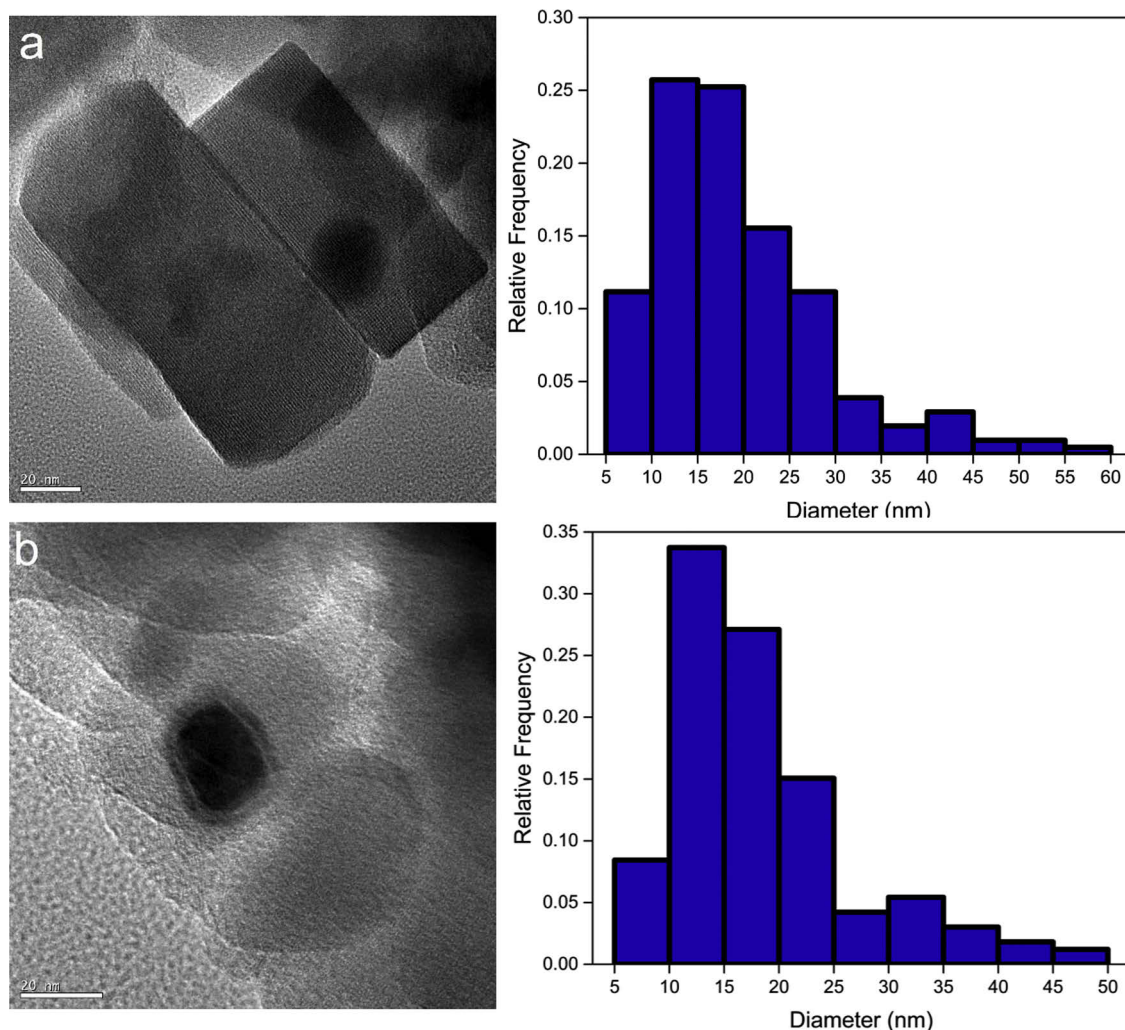 a
20 nm
Relative Frequency
0.30
0.25
0.20
0.15
0.10
0.05
0.00
5 10 15 20 25 30 35 40 45 50 55 60
Diameter (nm)
b
20 nm
Relative Frequency
0.35
0.30
0.25
0.20
0.15
0.10
0.05
0.00
5 10 15 20 25 30 35 40 45 50
Diameter (nm)